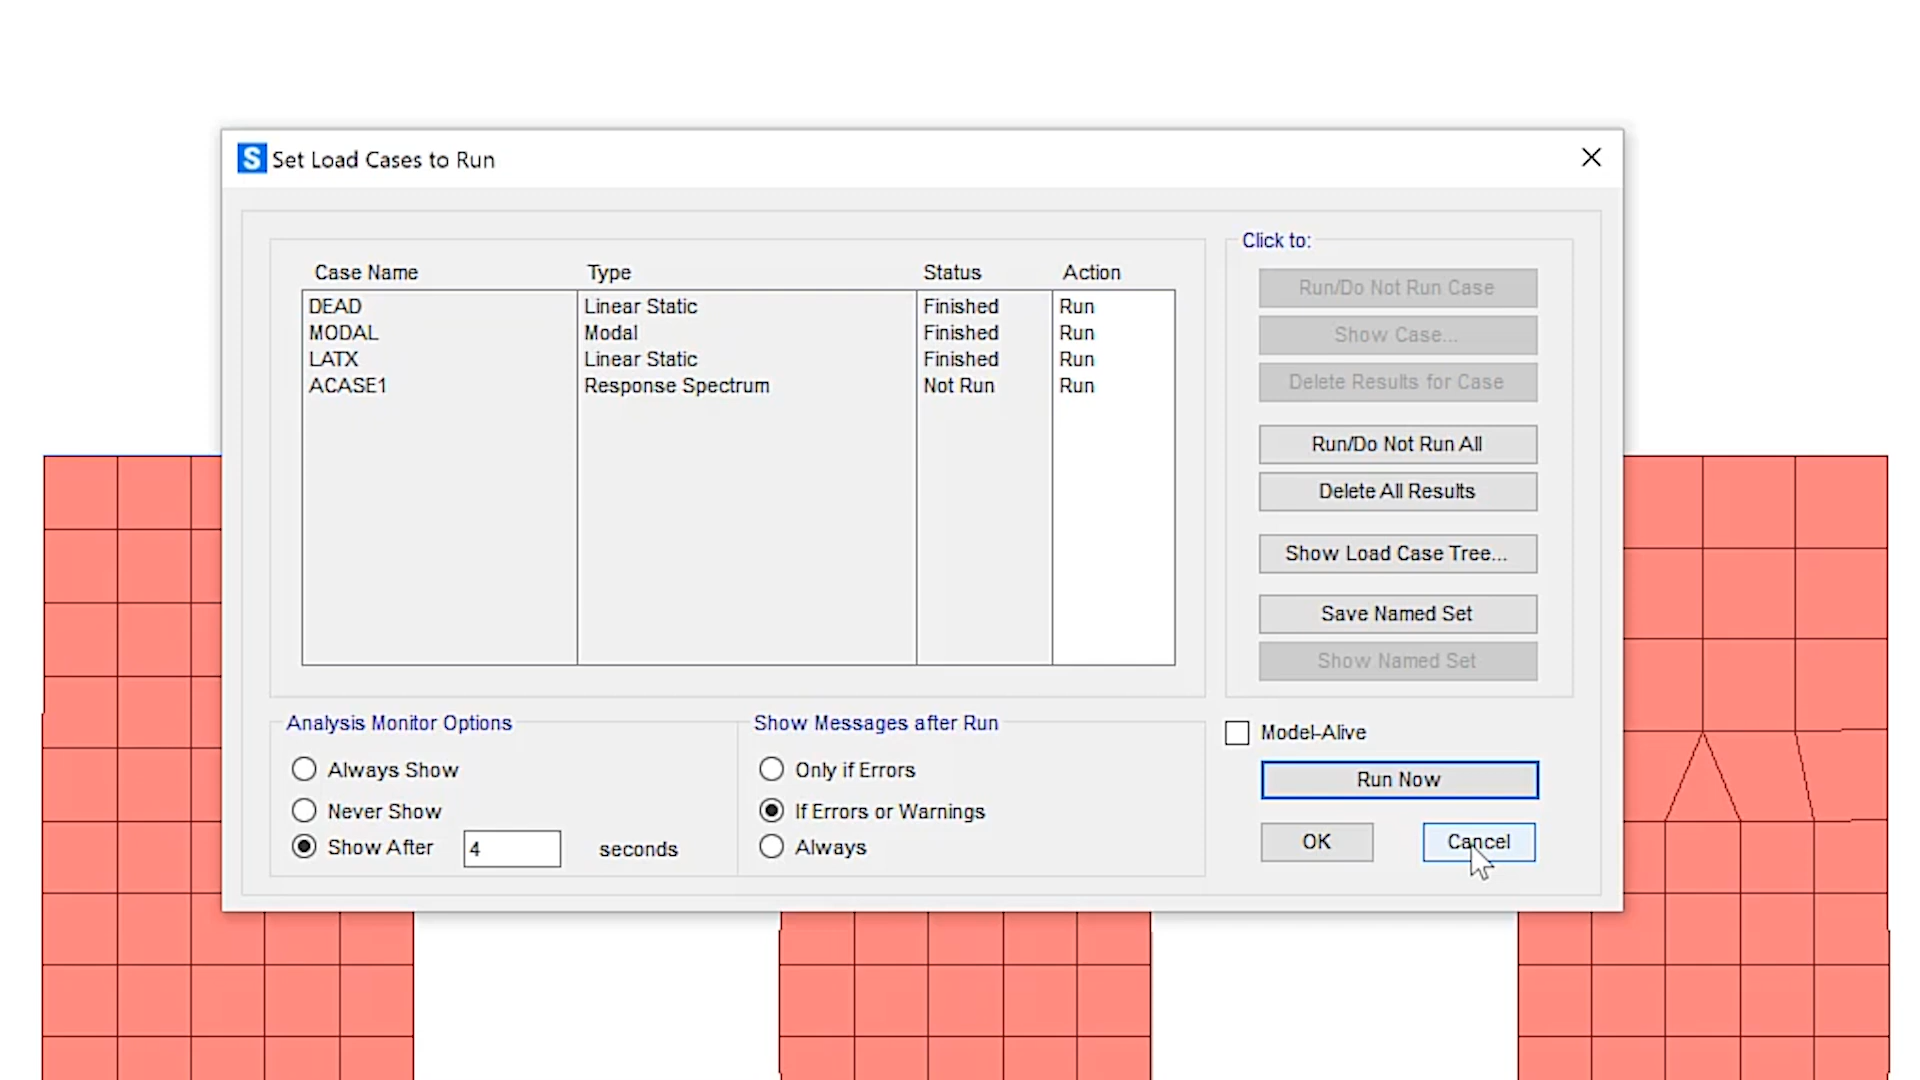 S Set Load Cases to Run
Click to:
Case Name Type Status Action
DEAD Linear Static Finished Run
MODAL Modal Finished Run
LATX Linear Static Finished Run
ACASE1 Response Spectrum Not Run Run
Run/Do Not Run Case
Show Case...
Delete Results for Case
Run/Do Not Run All
Delete All Results
Show Load Case Tree...
Save Named Set
Show Named Set
Analysis Monitor Options
Always Show
Never Show
Show After 4 seconds
Show Messages after Run
Only if Errors
If Errors or Warnings
Always
Model-Alive
Run Now
OK Cancel